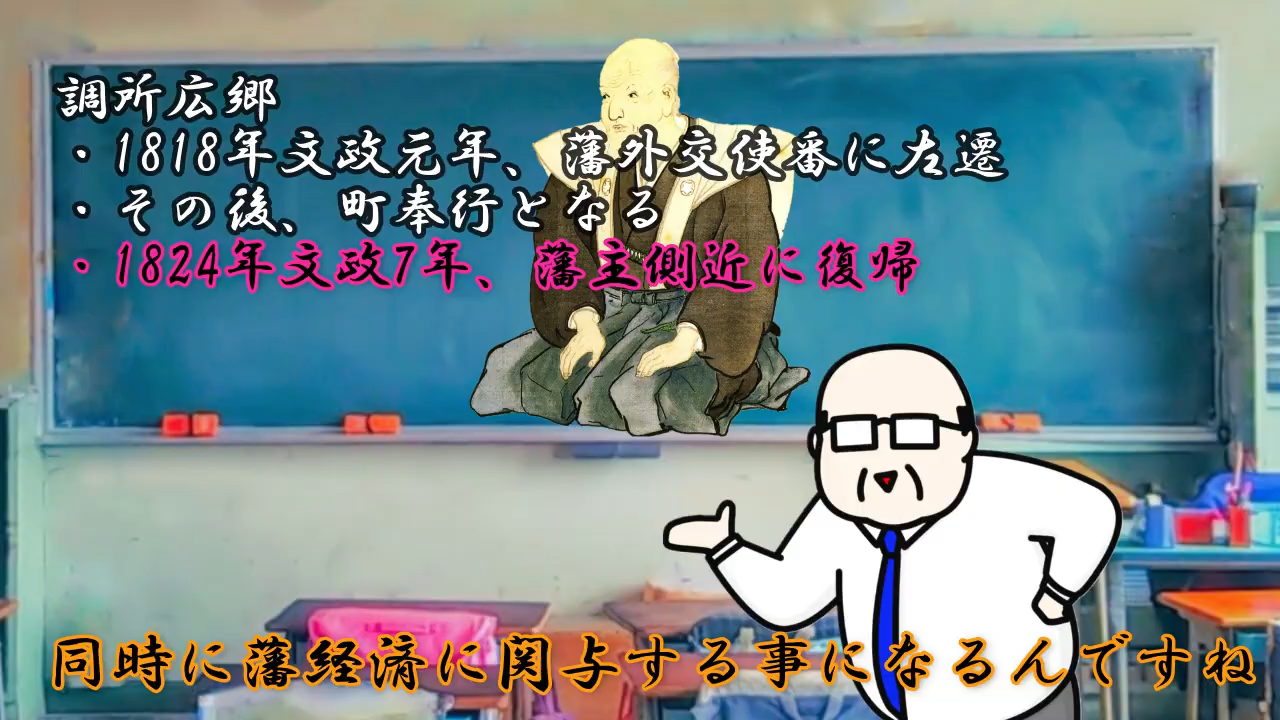 調所広郷
・1818年文政元年、藩外交使番に左遷
・その後、町奉行となる
・1824年文政7年、藩主側近に復帰
同時に藩経済に関与する事になるんですね